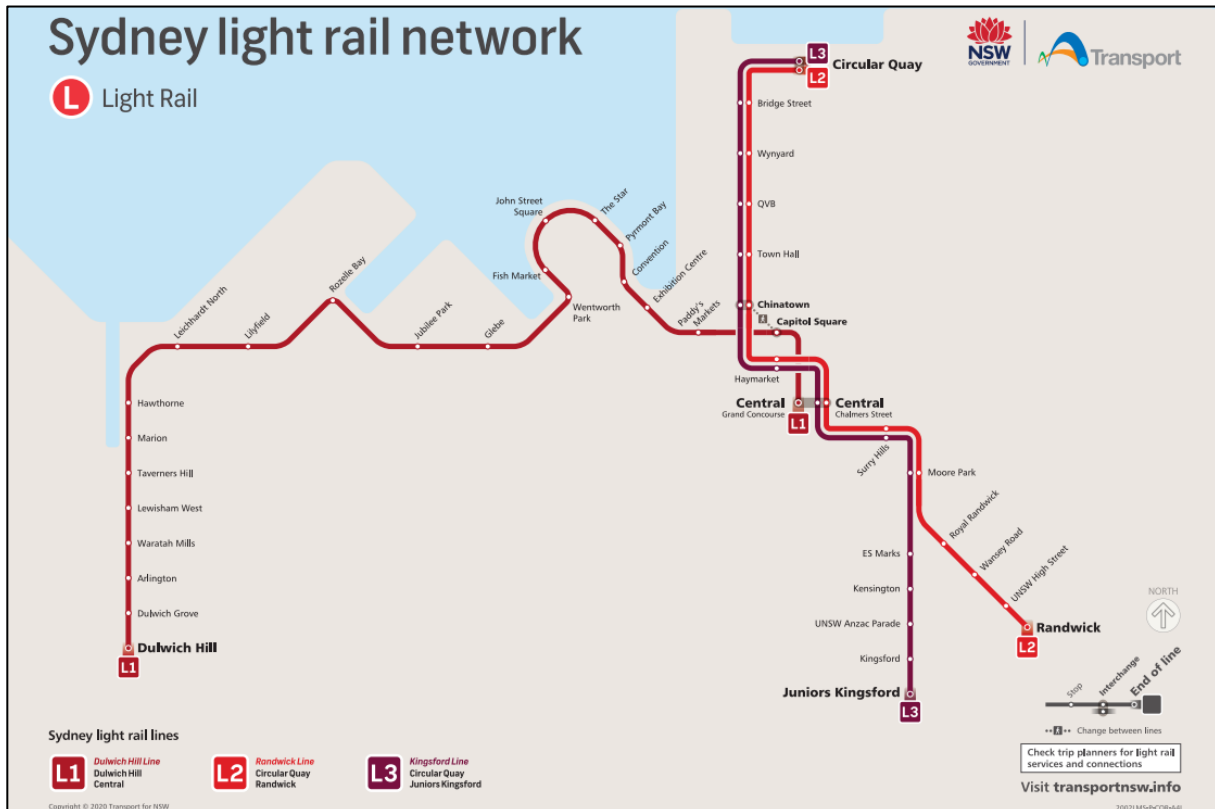 Sydney light rail network
L Light Rail
NSW
GOVERNMENT
Transport
L3
L2
Circular Quay
Bridge Street
Wynyard
QVB
Town Hall
Chinatown
Capitol Square
Haymarket
Central
Grand Concourse
L1
Central
Chalmers Street
Surry Hills
Moore Park
Royal Randwick
Wansey Road
UNSW High Street
Randwick
L2
ES Marks
Kensington
UNSW Anzac Parade
Kingsford
Juniors Kingsford
L3
John Street
Square
The Star
Pyrmont Bay
Convention
Exhibition Centre
Paddy's
Markets
Fish Market
Wentworth
Park
Glebe
Jubilee Park
Rozelle Bay
Lilyfield
Leichhardt North
Hawthorne
Marion
Taverners Hill
Lewisham West
Waratah Mills
Arlington
Dulwich Grove
Dulwich Hill
L1
NORTH
Stop
Interchange
End of line
Change between lines
Check trip planners for light rail
services and connections
Visit transportnsw.info
Sydney light rail lines
L1
Dulwich Hill Line
Dulwich Hill
Central
L2
Randwick Line
Circular Quay
Randwick
L3
Kingsford Line
Circular Quay
Juniors Kingsford
Copyright © 2020 Transport for NSW